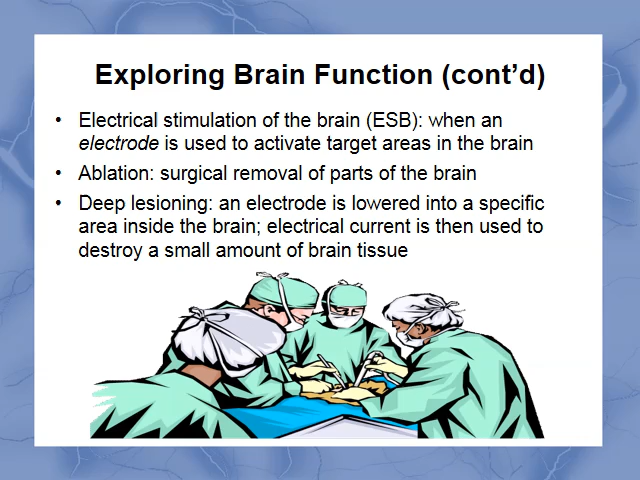 Exploring Brain Function (cont’d)
• Electrical stimulation of the brain (ESB): when an
electrode is used to activate target areas in the brain
• Ablation: surgical removal of parts of the brain
• Deep lesioning: an electrode is lowered into a specific
area inside the brain; electrical current is then used to
destroy a small amount of brain tissue